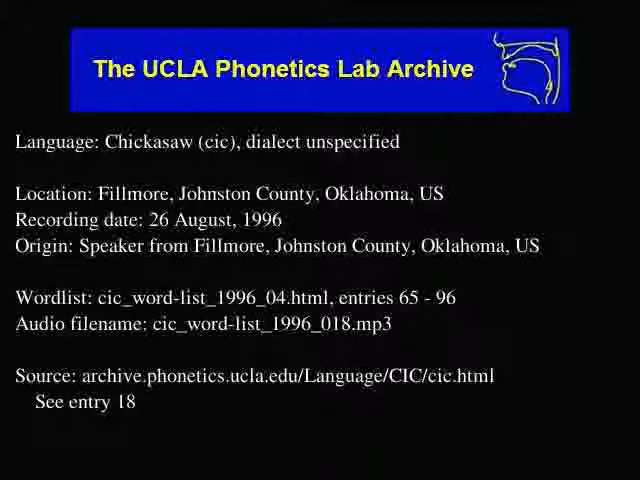 The UCLA Phonetics Lab Archive
Language: Chickasaw (cic), dialect unspecified
Location: Fillmore, Johnston County, Oklahoma, US
Recording date: 26 August, 1996
Origin: Speaker from Fillmore, Johnston County, Oklahoma, US
Wordlist: cic_word-list_1996_04.html, entries 65 - 96
Audio filename: cic_word-list_1996_018.mp3
Source: archive.phonetics.ucla.edu/Language/CIC/cic.html
See entry 18